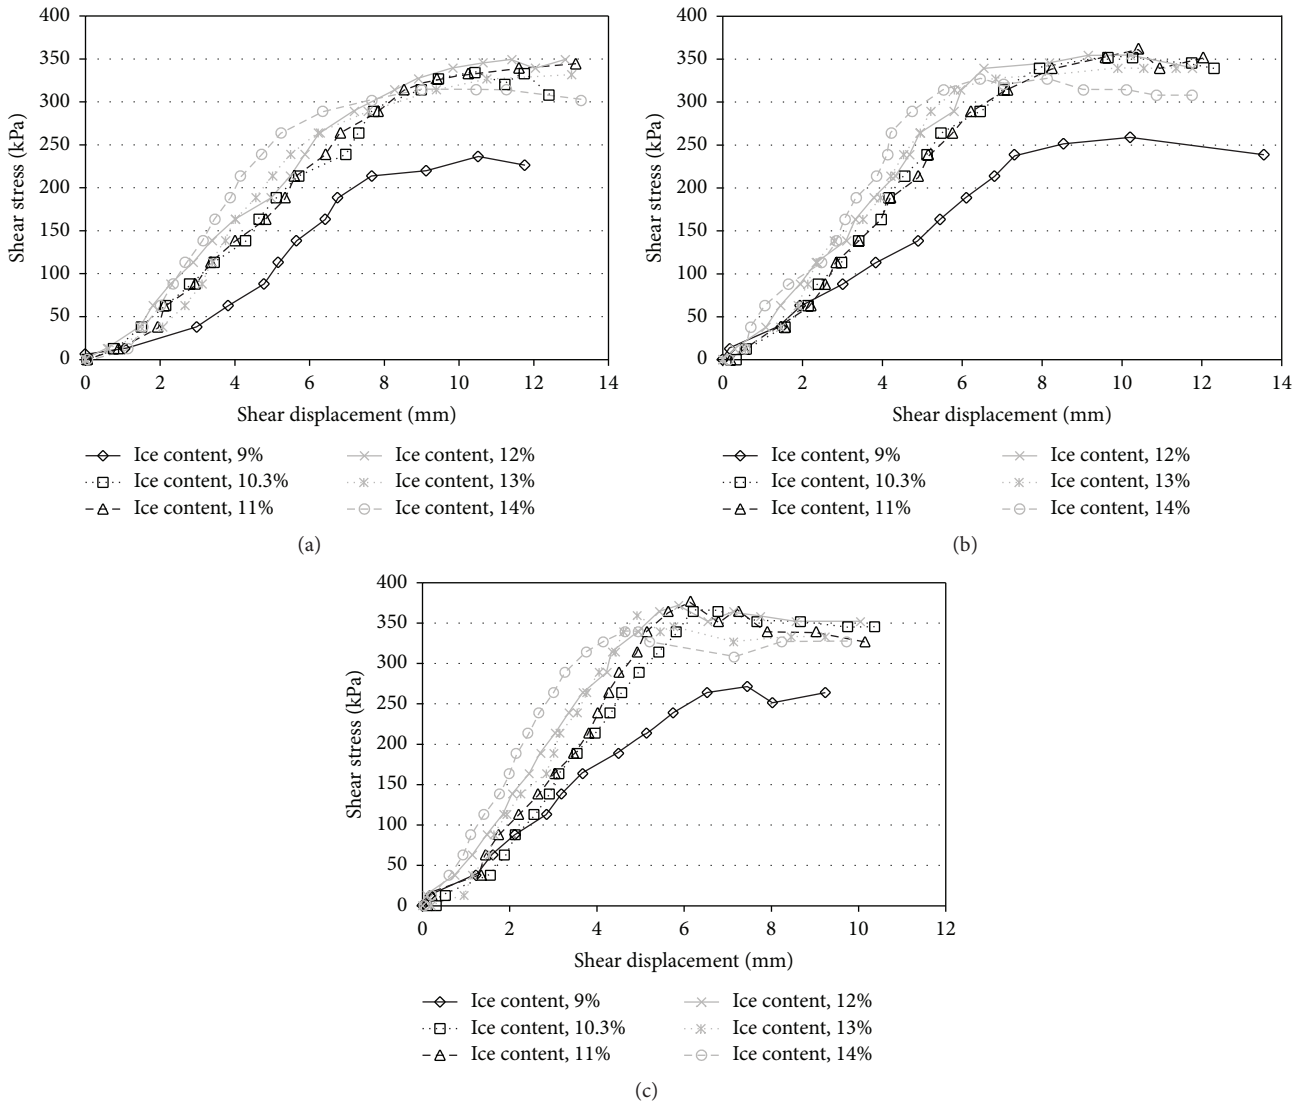 400
350
300
250
200
150
100
50
0
Shear stress (kPa)
0 2 4 6 8 10 12 14
Shear displacement (mm)
Ice content, 9%
Ice content, 10.3%
Ice content, 11%
Ice content, 12%
Ice content, 13%
Ice content, 14%
(a)
400
350
300
250
200
150
100
50
0
Shear stress (kPa)
0 2 4 6 8 10 12 14
Shear displacement (mm)
Ice content, 9%
Ice content, 10.3%
Ice content, 11%
Ice content, 12%
Ice content, 13%
Ice content, 14%
(b)
400
350
300
250
200
150
100
50
0
Shear stress (kPa)
0 2 4 6 8 10 12
Shear displacement (mm)
Ice content, 9%
Ice content, 10.3%
Ice content, 11%
Ice content, 12%
Ice content, 13%
Ice content, 14%
(c)